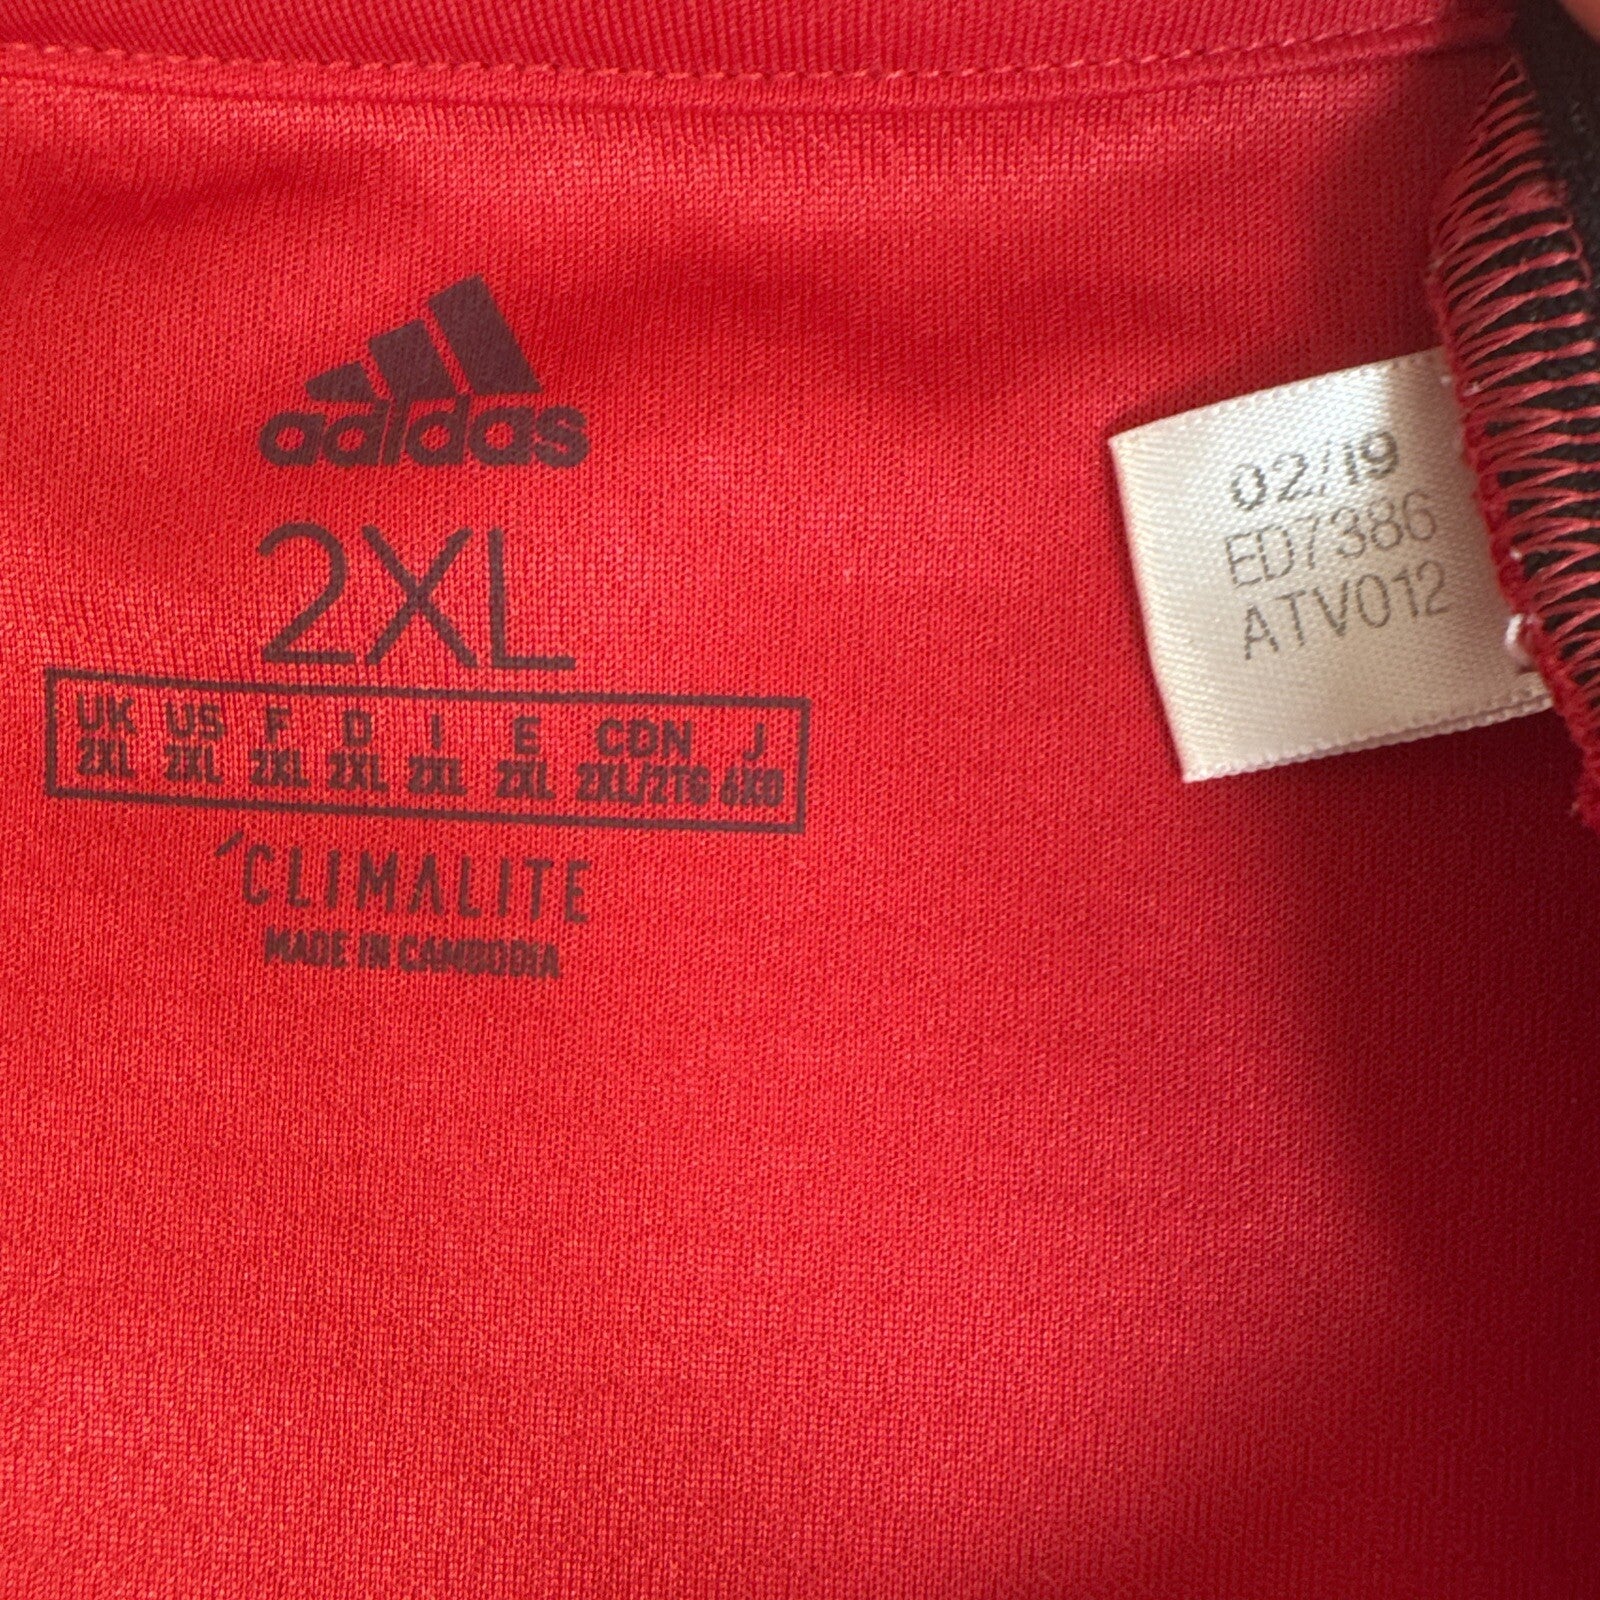 adidas
2XL
UK US F D I E CDN J
2XL 2XL 2XL 2XL 2XL 2XL 2XL/2TG 6XO
CLIMALITE
MADE IN CAMBODIA
02/19
ED7386
ATV012